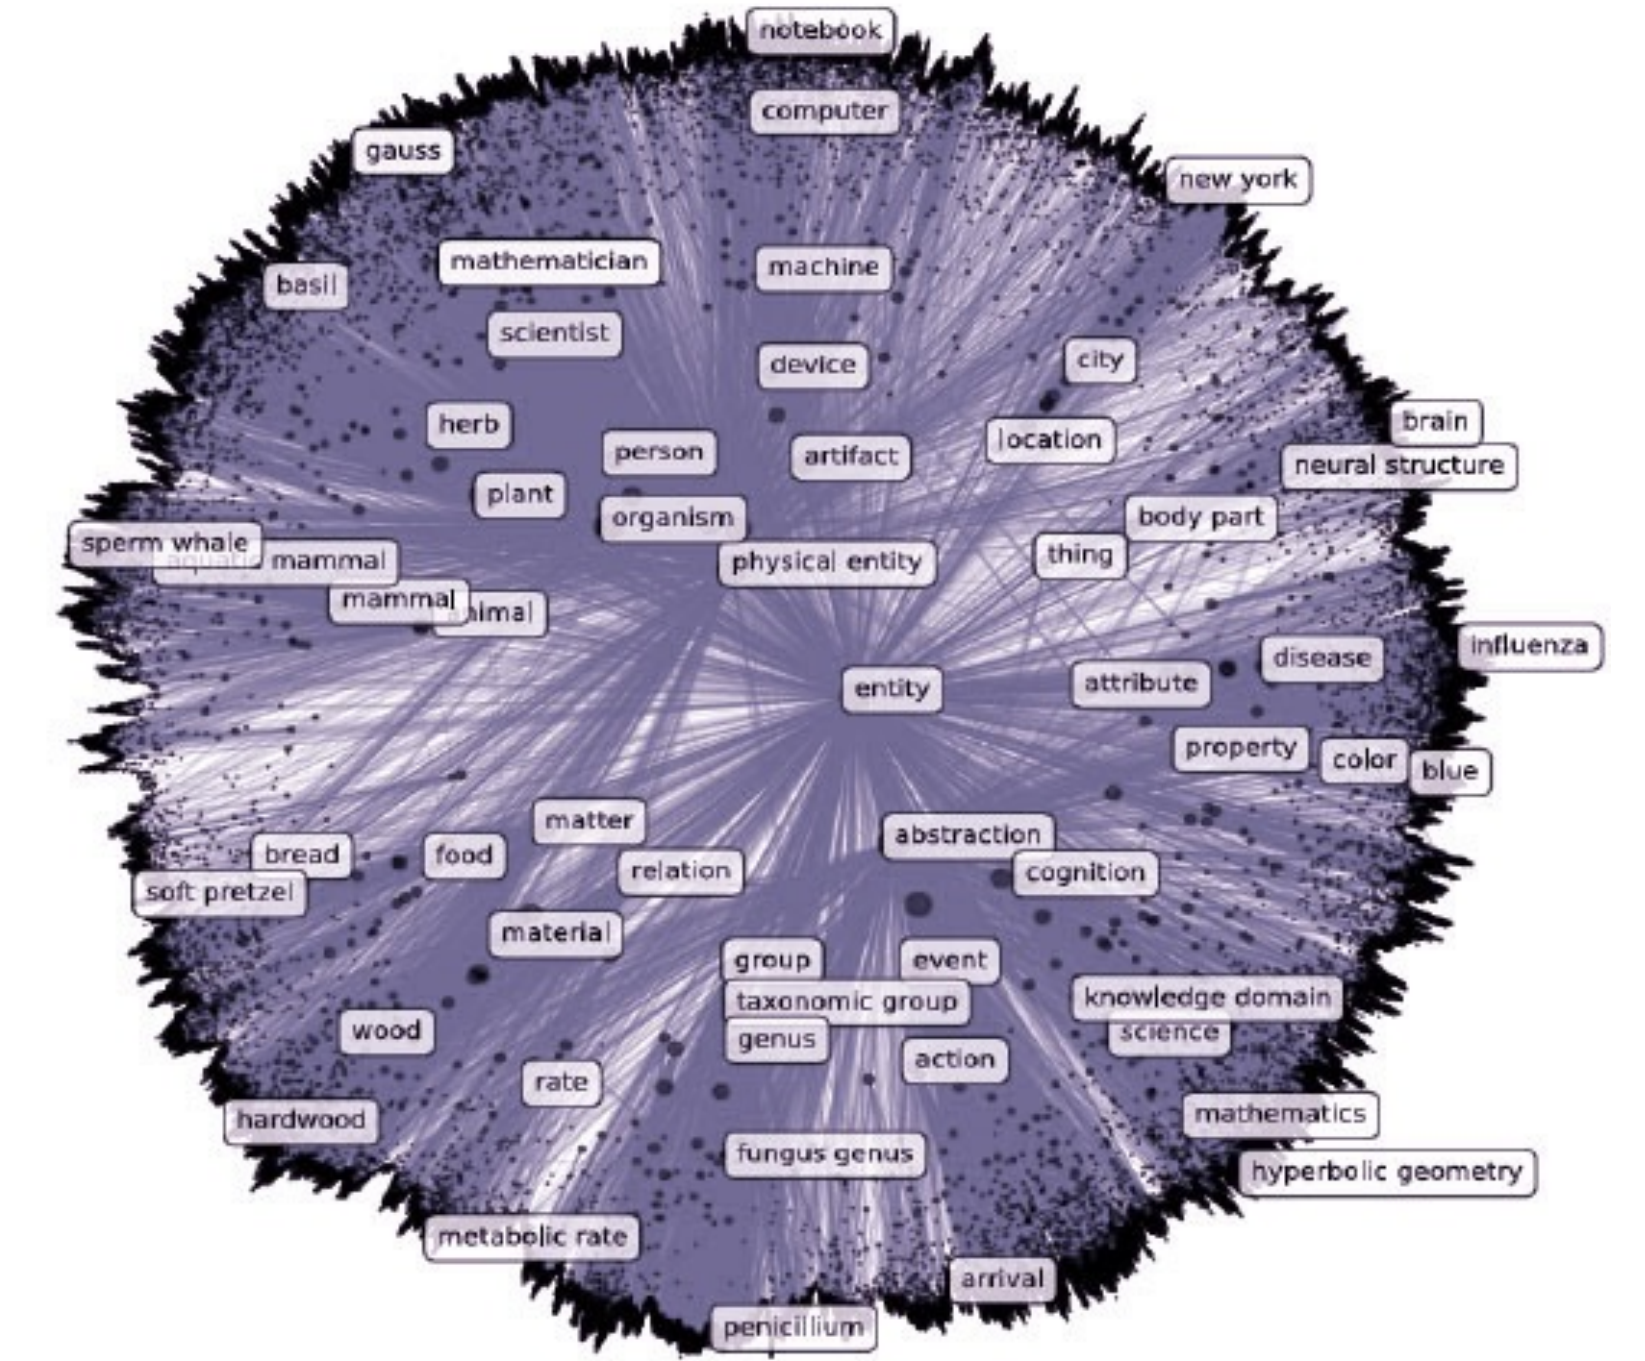 notebook
computer
gauss
new york
mathematician
machine
basil
scientist
device
city
herb
person
artifact
location
brain
neural structure
plant
organism
body part
sperm whale
aquatic mammal
physical entity
thing
mammal
animal
influenza
disease
entity
attribute
property
color
blue
matter
abstraction
bread
food
relation
cognition
soft pretzel
material
group
event
knowledge domain
taxonomic group
wood
genus
science
action
rate
hardwood
mathematics
fungus genus
hyperbolic geometry
metabolic rate
arrival
penicillium